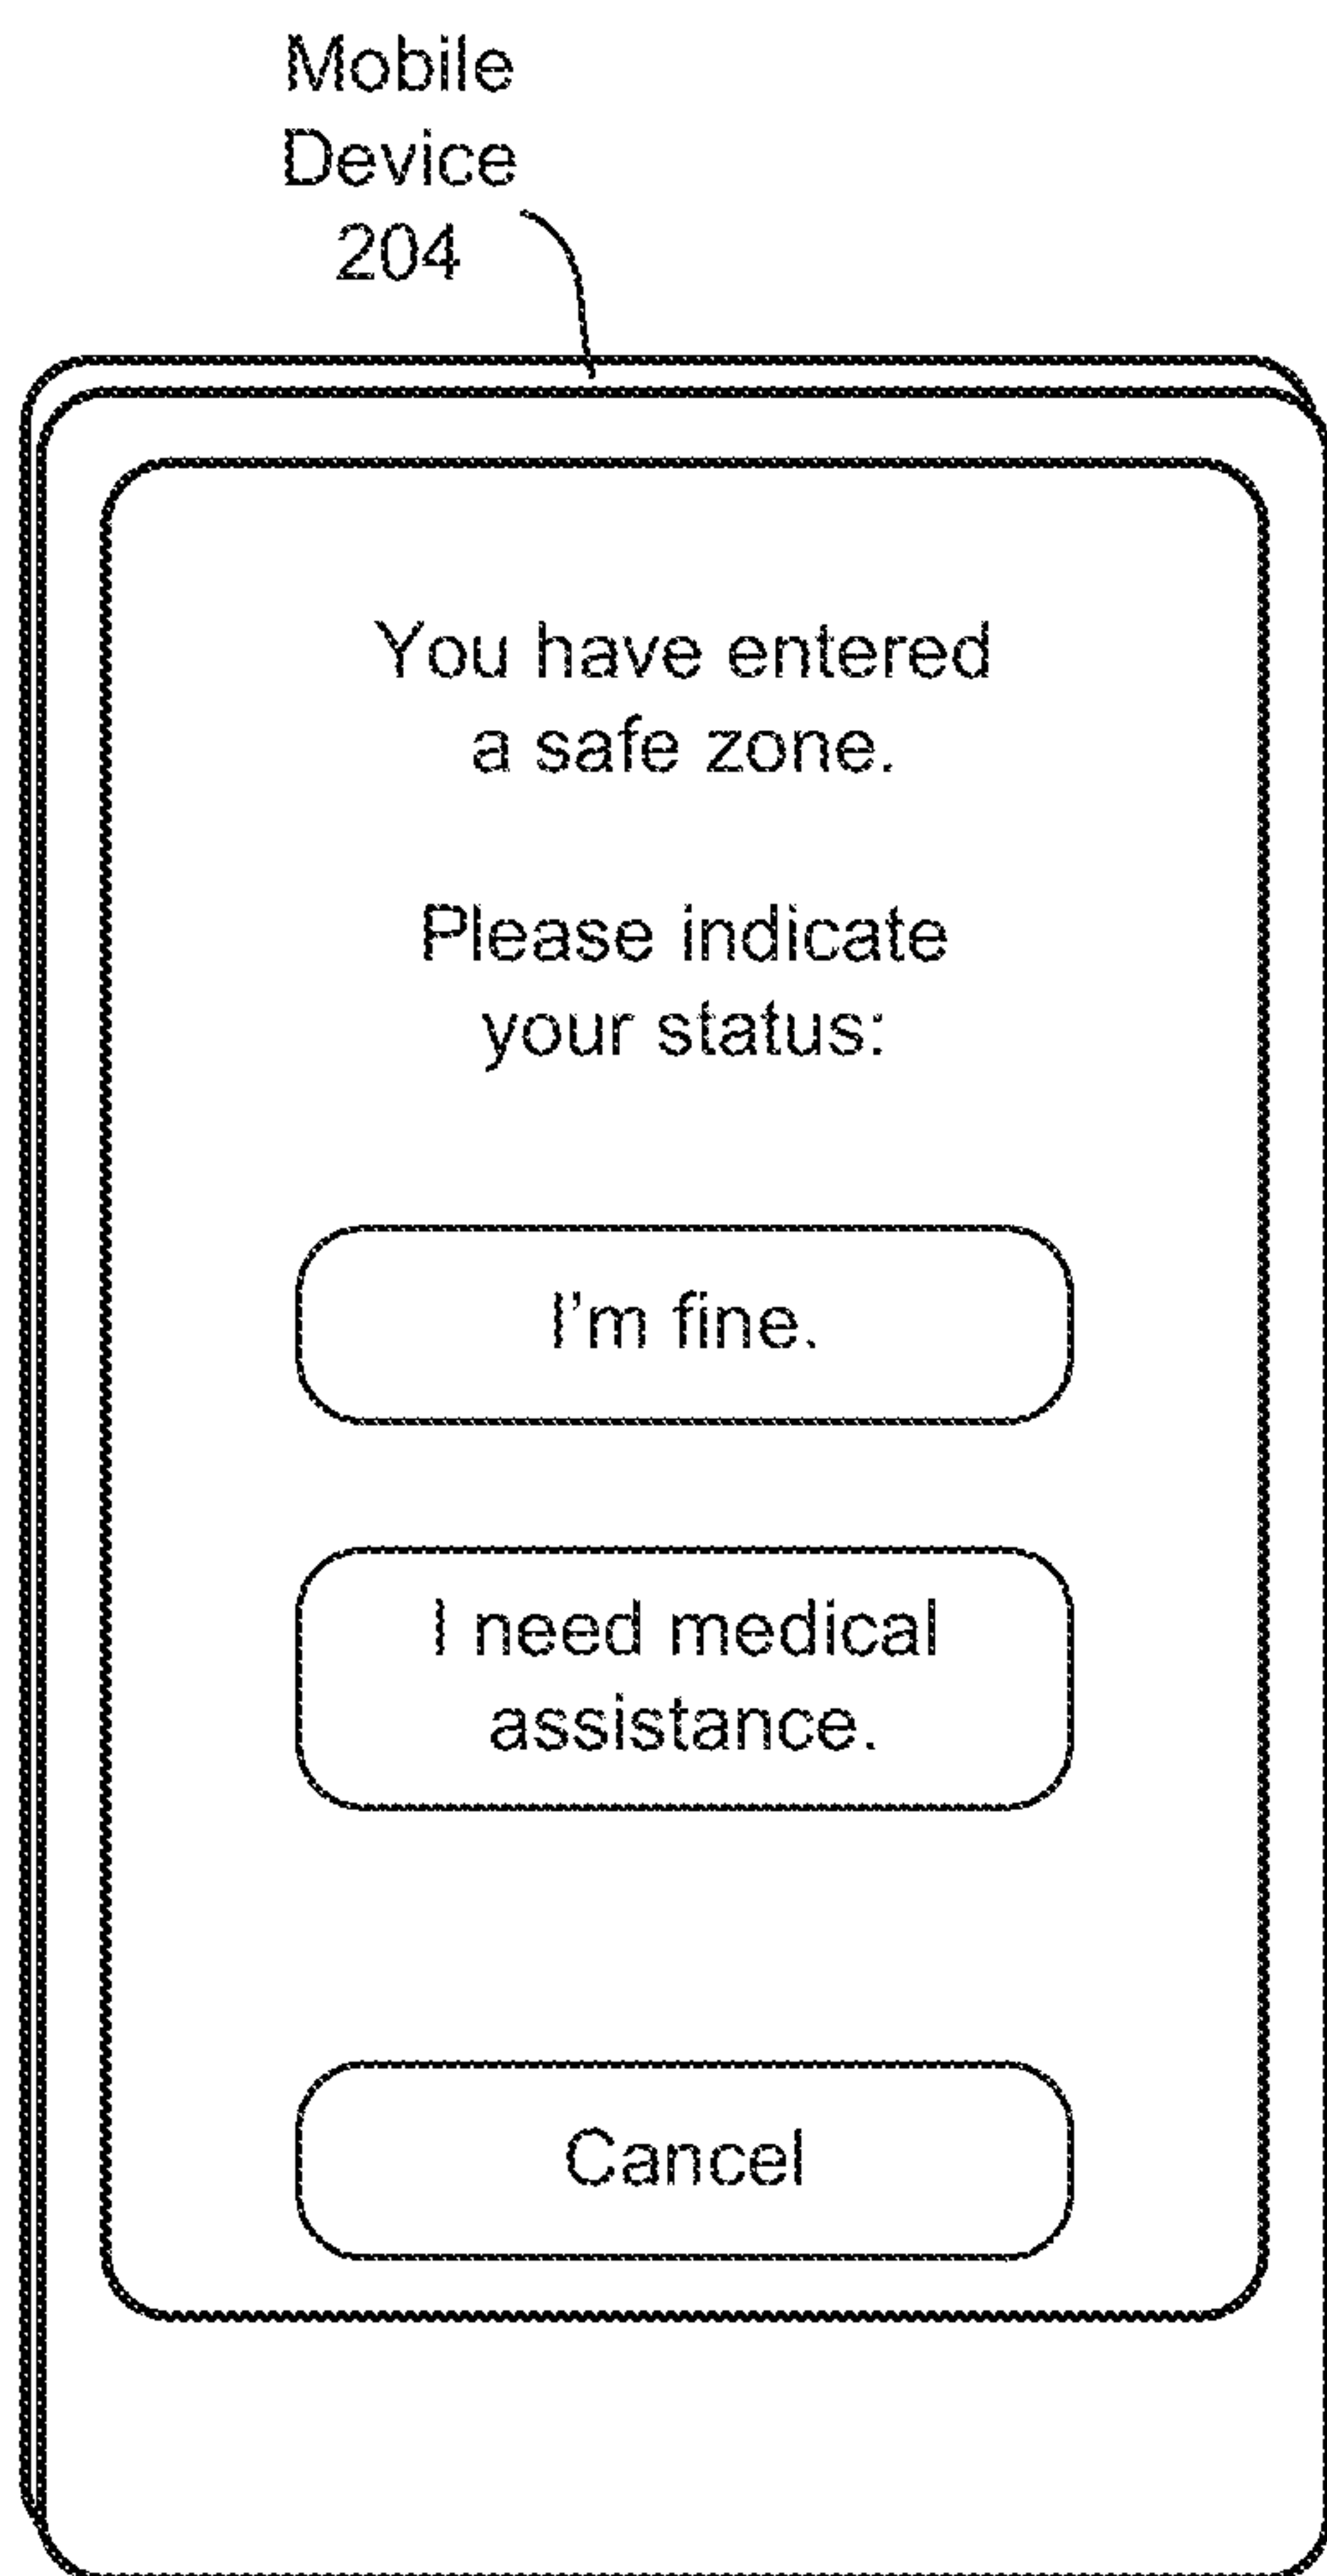 Mobile
Device
204
You have entered
a safe zone.
Please indicate
your status:
I'm fine.
I need medical
assistance.
Cancel